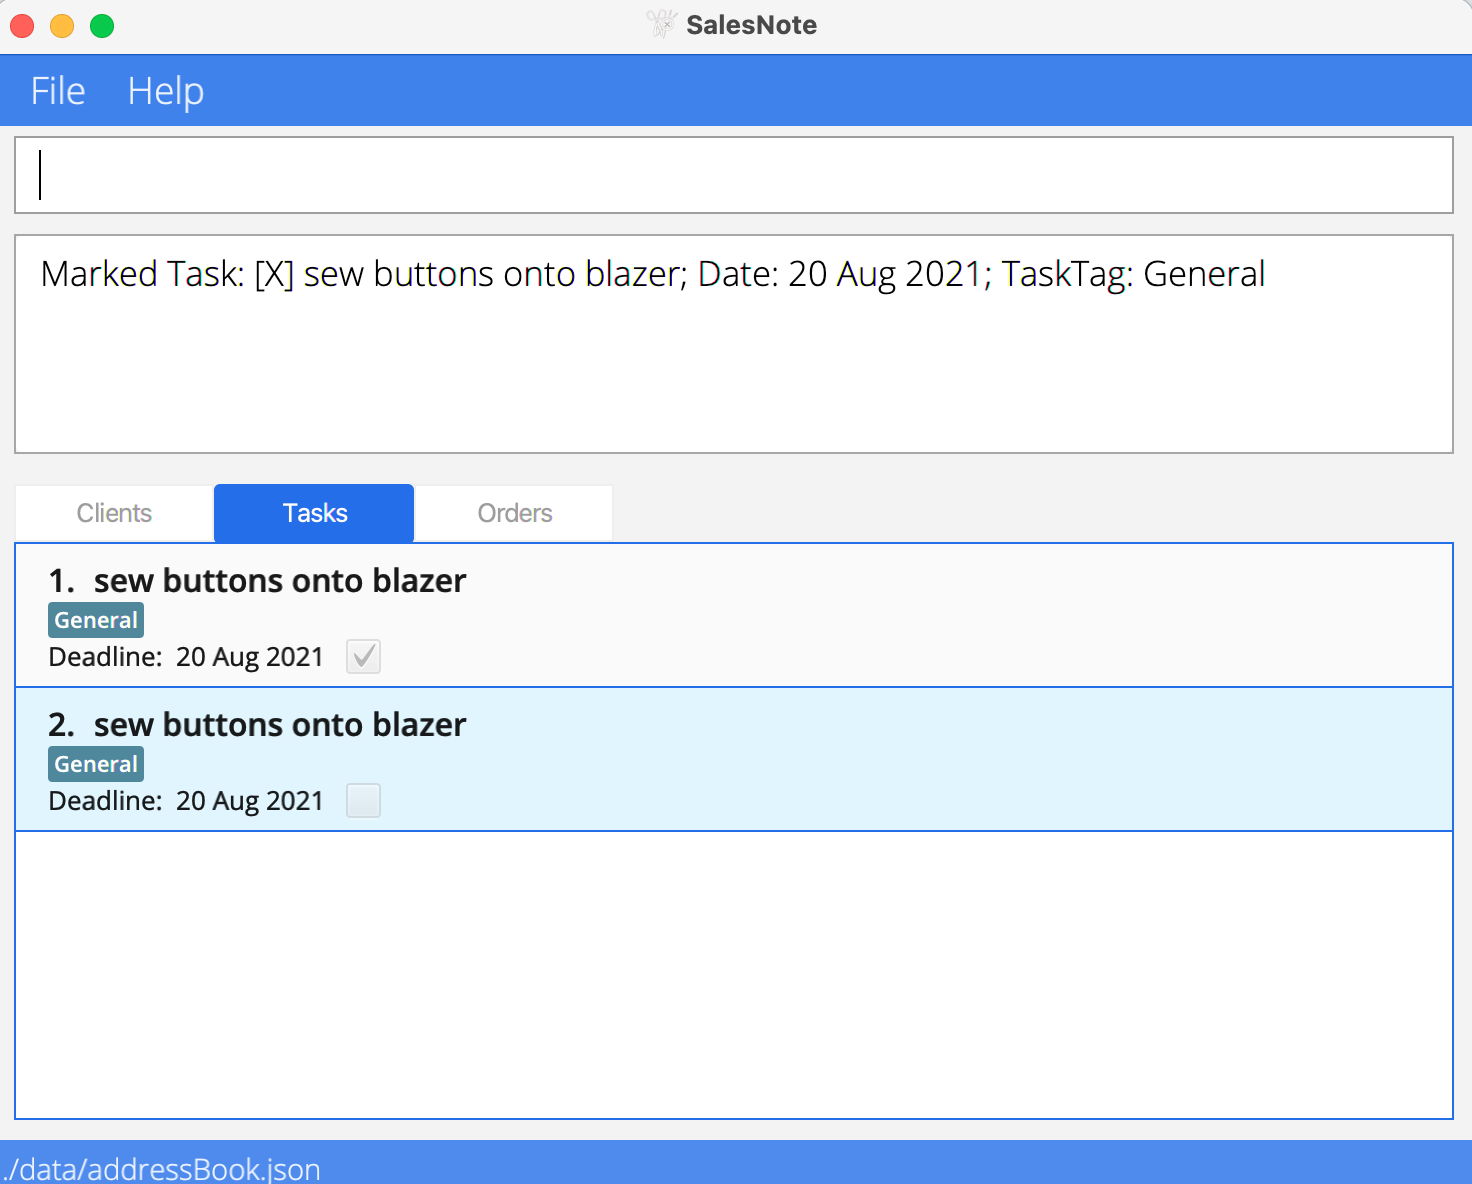 SalesNote
File Help
Marked Task: [X] sew buttons onto blazer; Date: 20 Aug 2021; TaskTag: General
Clients Tasks Orders
1. sew buttons onto blazer
General
Deadline: 20 Aug 2021
2. sew buttons onto blazer
General
Deadline: 20 Aug 2021
./data/addressBook.json